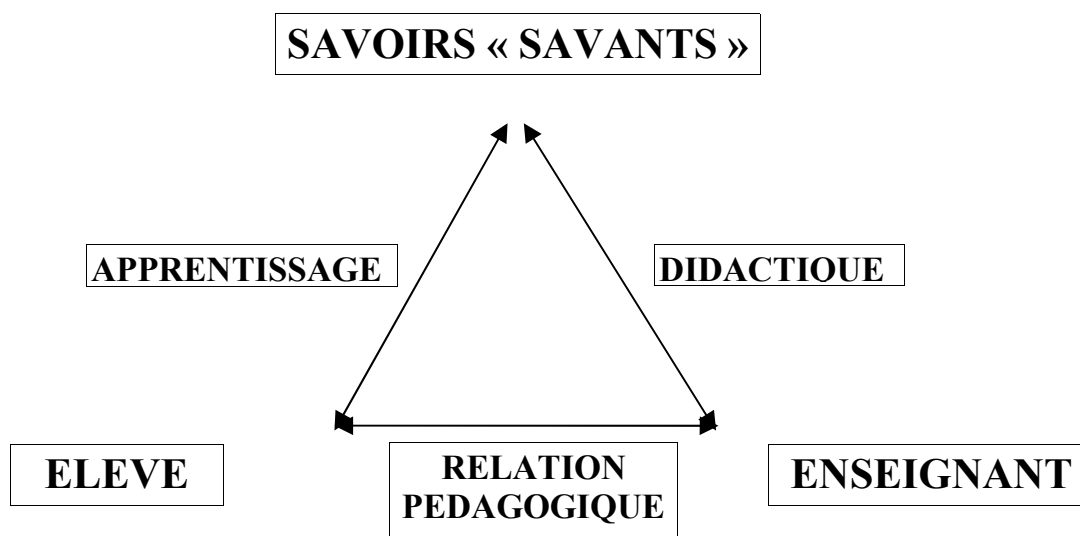 SAVOIRS « SAVANTS »
APPRENTISSAGE
DIDACTIQUE
ELEVE
RELATION
PEDAGOGIQUE
ENSEIGNANT